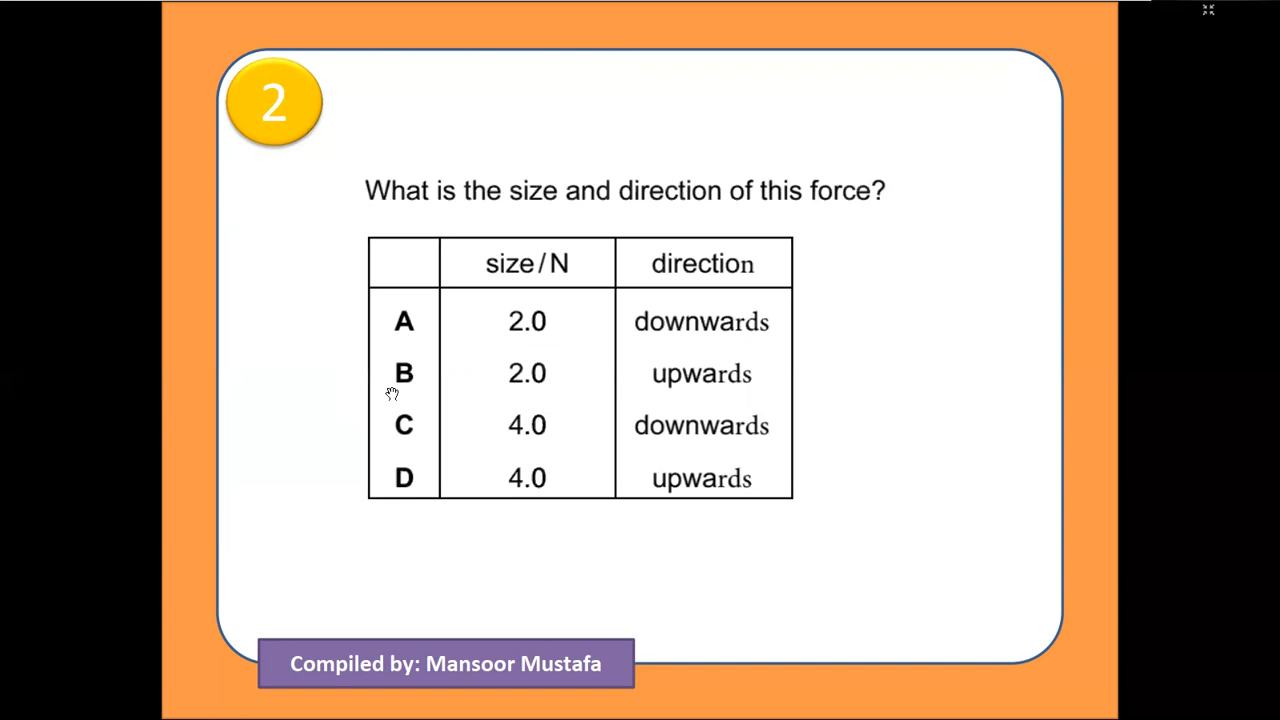 2
What is the size and direction of this force?
size / N direction
A 2.0 downwards
B 2.0 upwards
C 4.0 downwards
D 4.0 upwards
Compiled by: Mansoor Mustafa